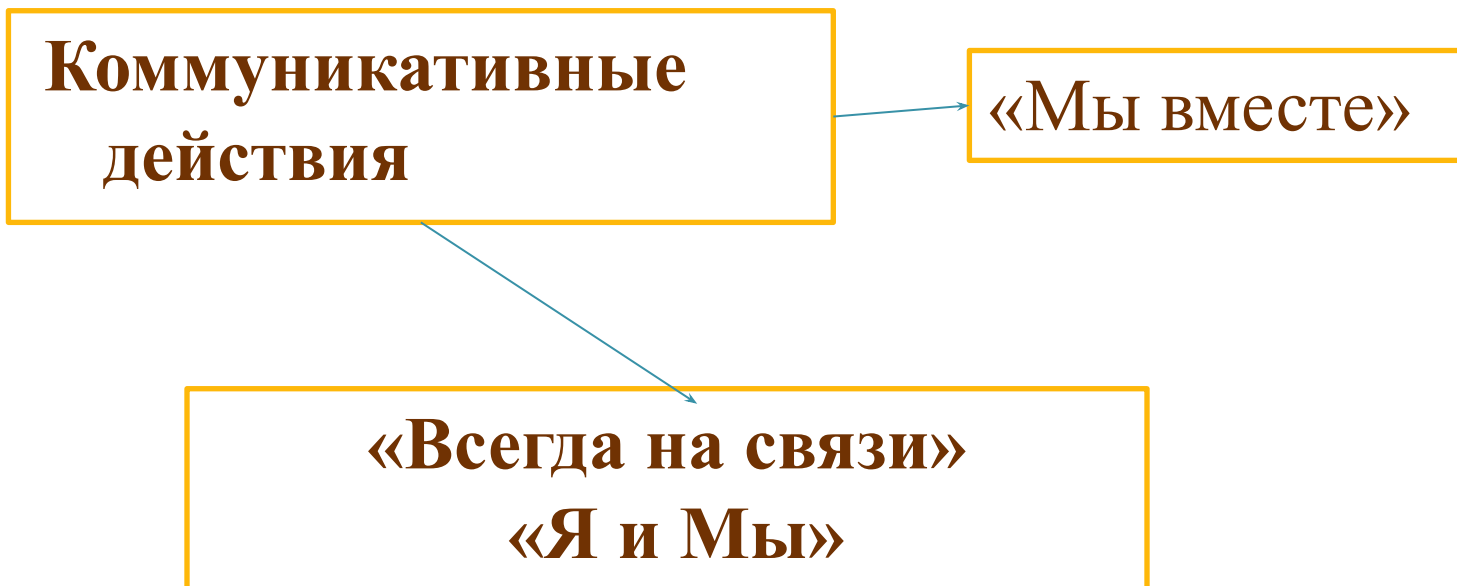 Коммуникативные
действия
«Мы вместе»
«Всегда на связи»
«Я и Мы»